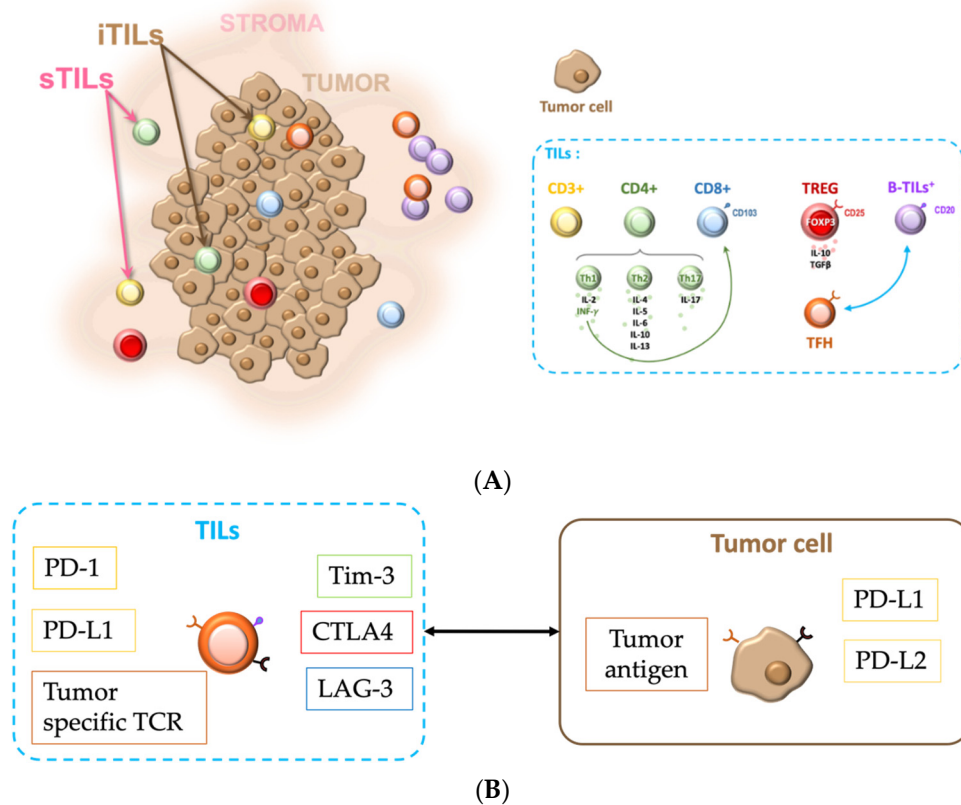 STROMA
iTILs
TUMOR
sTILs
Tumor cell
TILs :
CD3+ CD4+ CD8+ TREG B-TILs+
CD103 FOXP3 CD25 CD20
IL-10
TGFβ
Th1 Th2 Th17
IL-2 IL-4 IL-17
INF-γ IL-5
IL-6
IL-10
IL-13
TFH
(A)
TILs
PD-1
PD-L1
Tumor
specific TCR
Tim-3
CTLA4
LAG-3
Tumor cell
Tumor
antigen
PD-L1
PD-L2
(B)